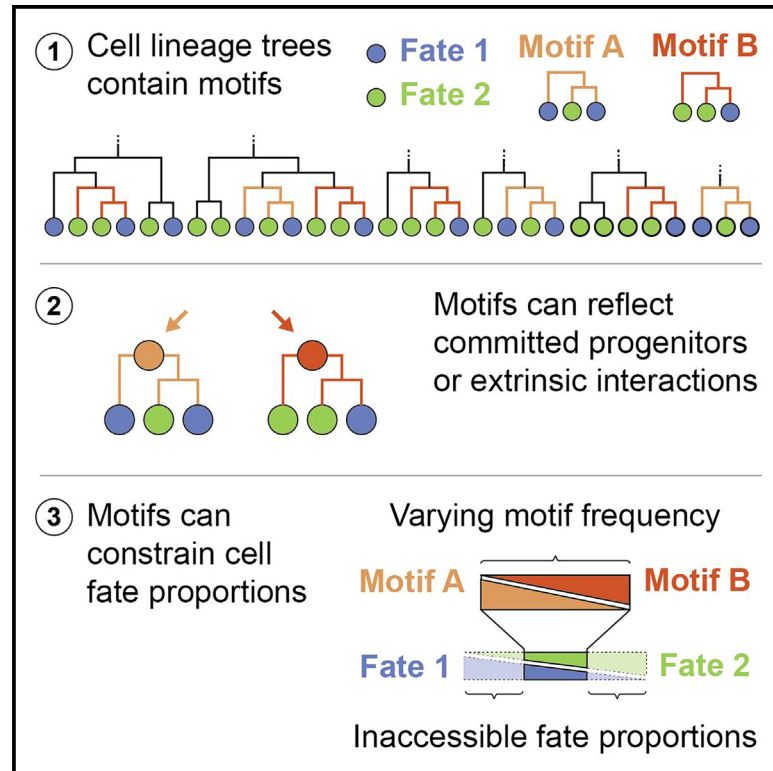 1 Cell lineage trees
contain motifs
Fate 1
Fate 2
Motif A
Motif B
2
Motifs can reflect
committed progenitors
or extrinsic interactions
3 Motifs can
constrain cell
fate proportions
Varying motif frequency
Motif A
Motif B
Fate 1
Fate 2
Inaccessible fate proportions